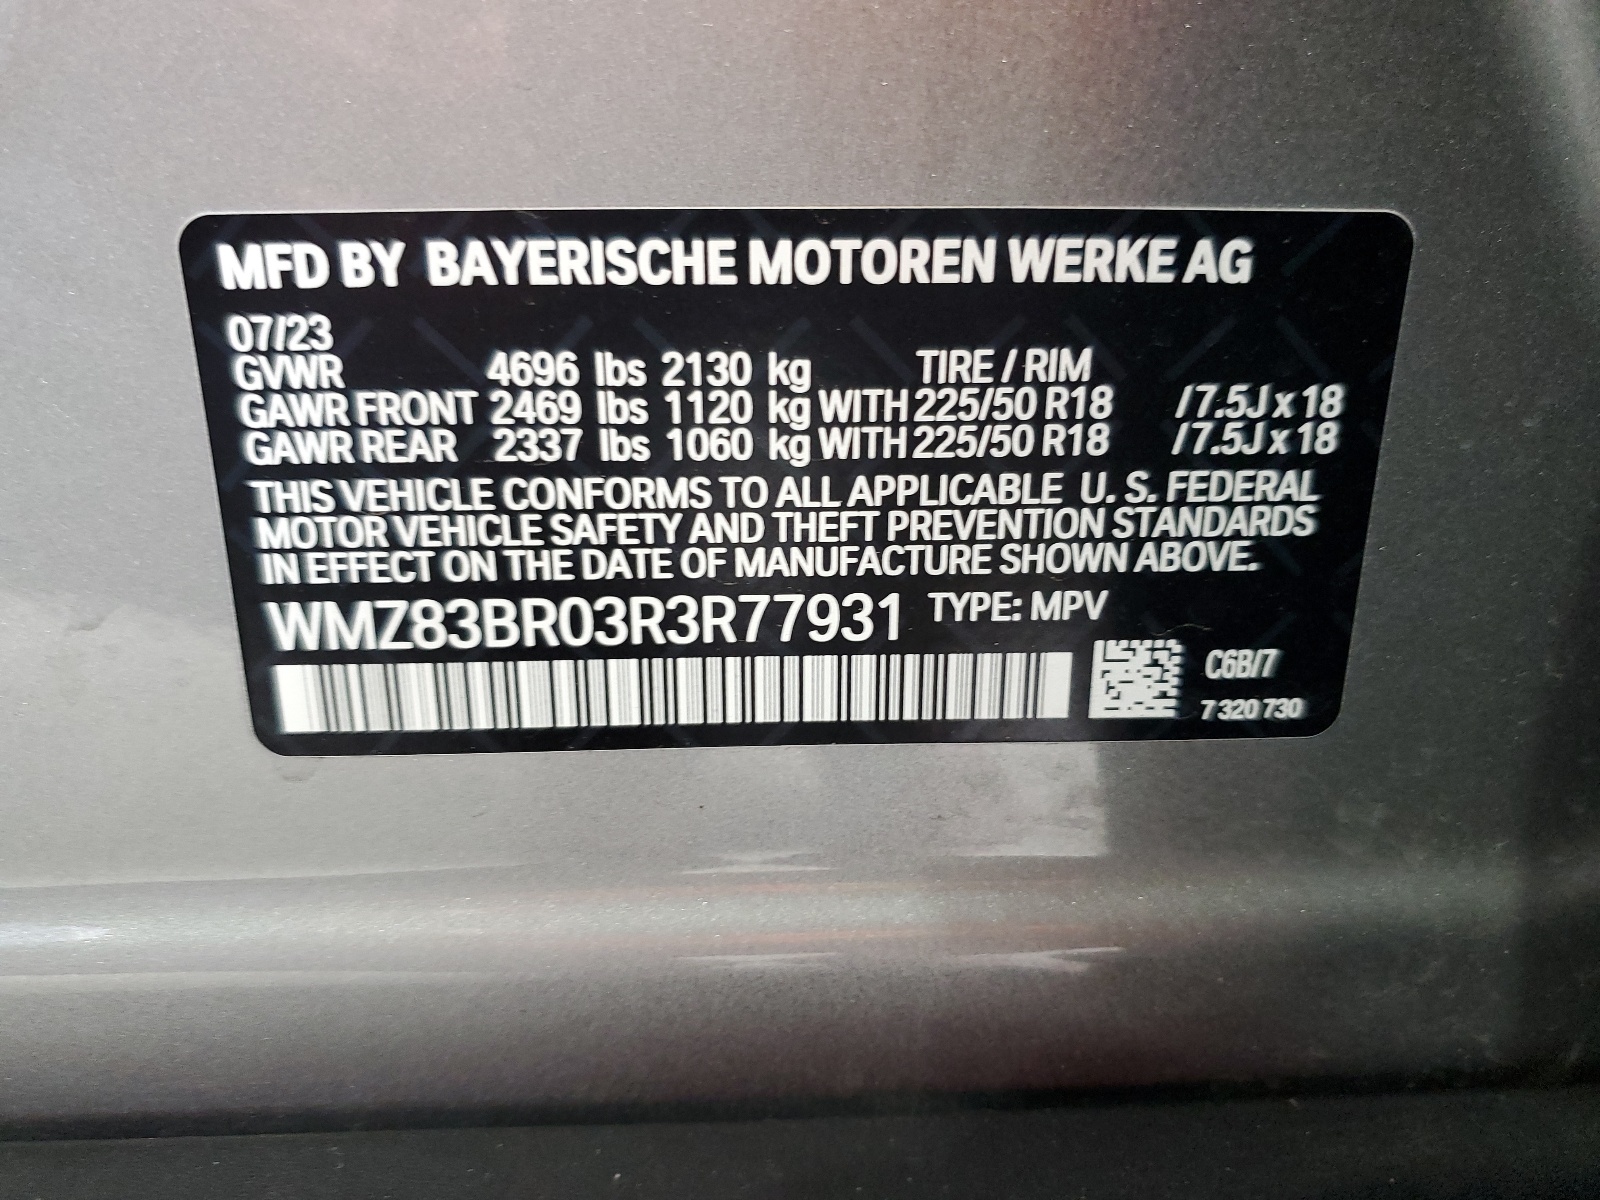 MFD BY BAYERISCHE MOTOREN WERKE AG
07/23
GVWR 4696 lbs 2130 kg TIRE / RIM
GAWR FRONT 2469 lbs 1120 kg WITH 225/50 R18 /7.5J x 18
GAWR REAR 2337 lbs 1060 kg WITH 225/50 R18 /7.5J x 18
THIS VEHICLE CONFORMS TO ALL APPLICABLE U. S. FEDERAL
MOTOR VEHICLE SAFETY AND THEFT PREVENTION STANDARDS
IN EFFECT ON THE DATE OF MANUFACTURE SHOWN ABOVE.
WMZ83BR03R3R77931 TYPE: MPV
C6B/7
7 320 730